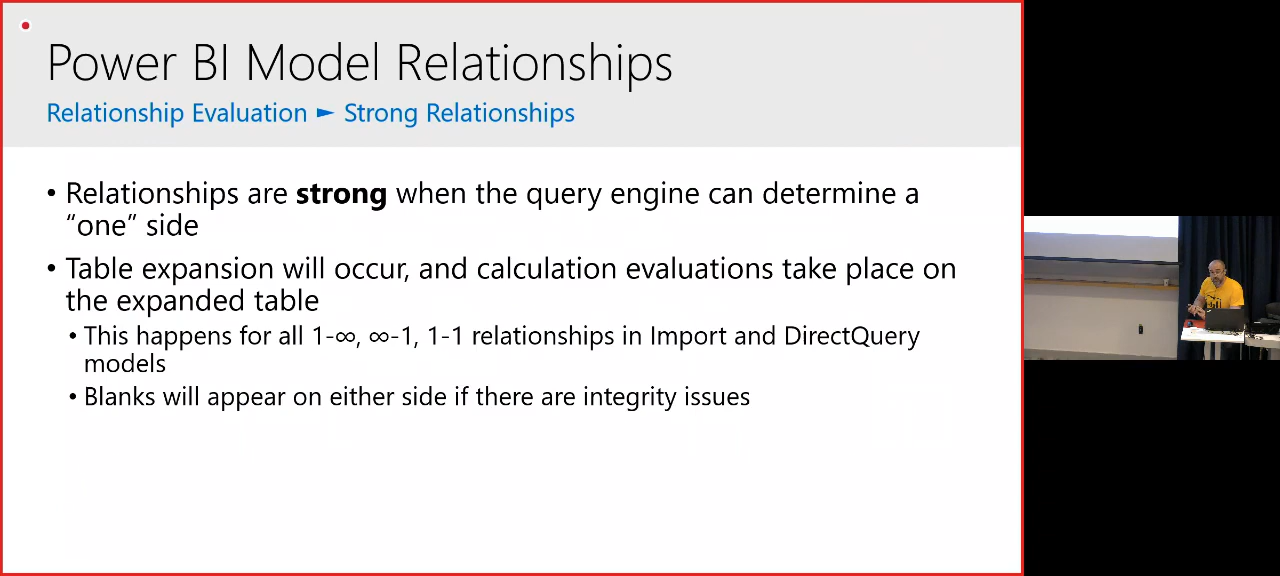 Power BI Model Relationships
Relationship Evaluation ► Strong Relationships
• Relationships are strong when the query engine can determine a
“one” side
• Table expansion will occur, and calculation evaluations take place on
the expanded table
• This happens for all 1-∞, ∞-1, 1-1 relationships in Import and DirectQuery
models
• Blanks will appear on either side if there are integrity issues